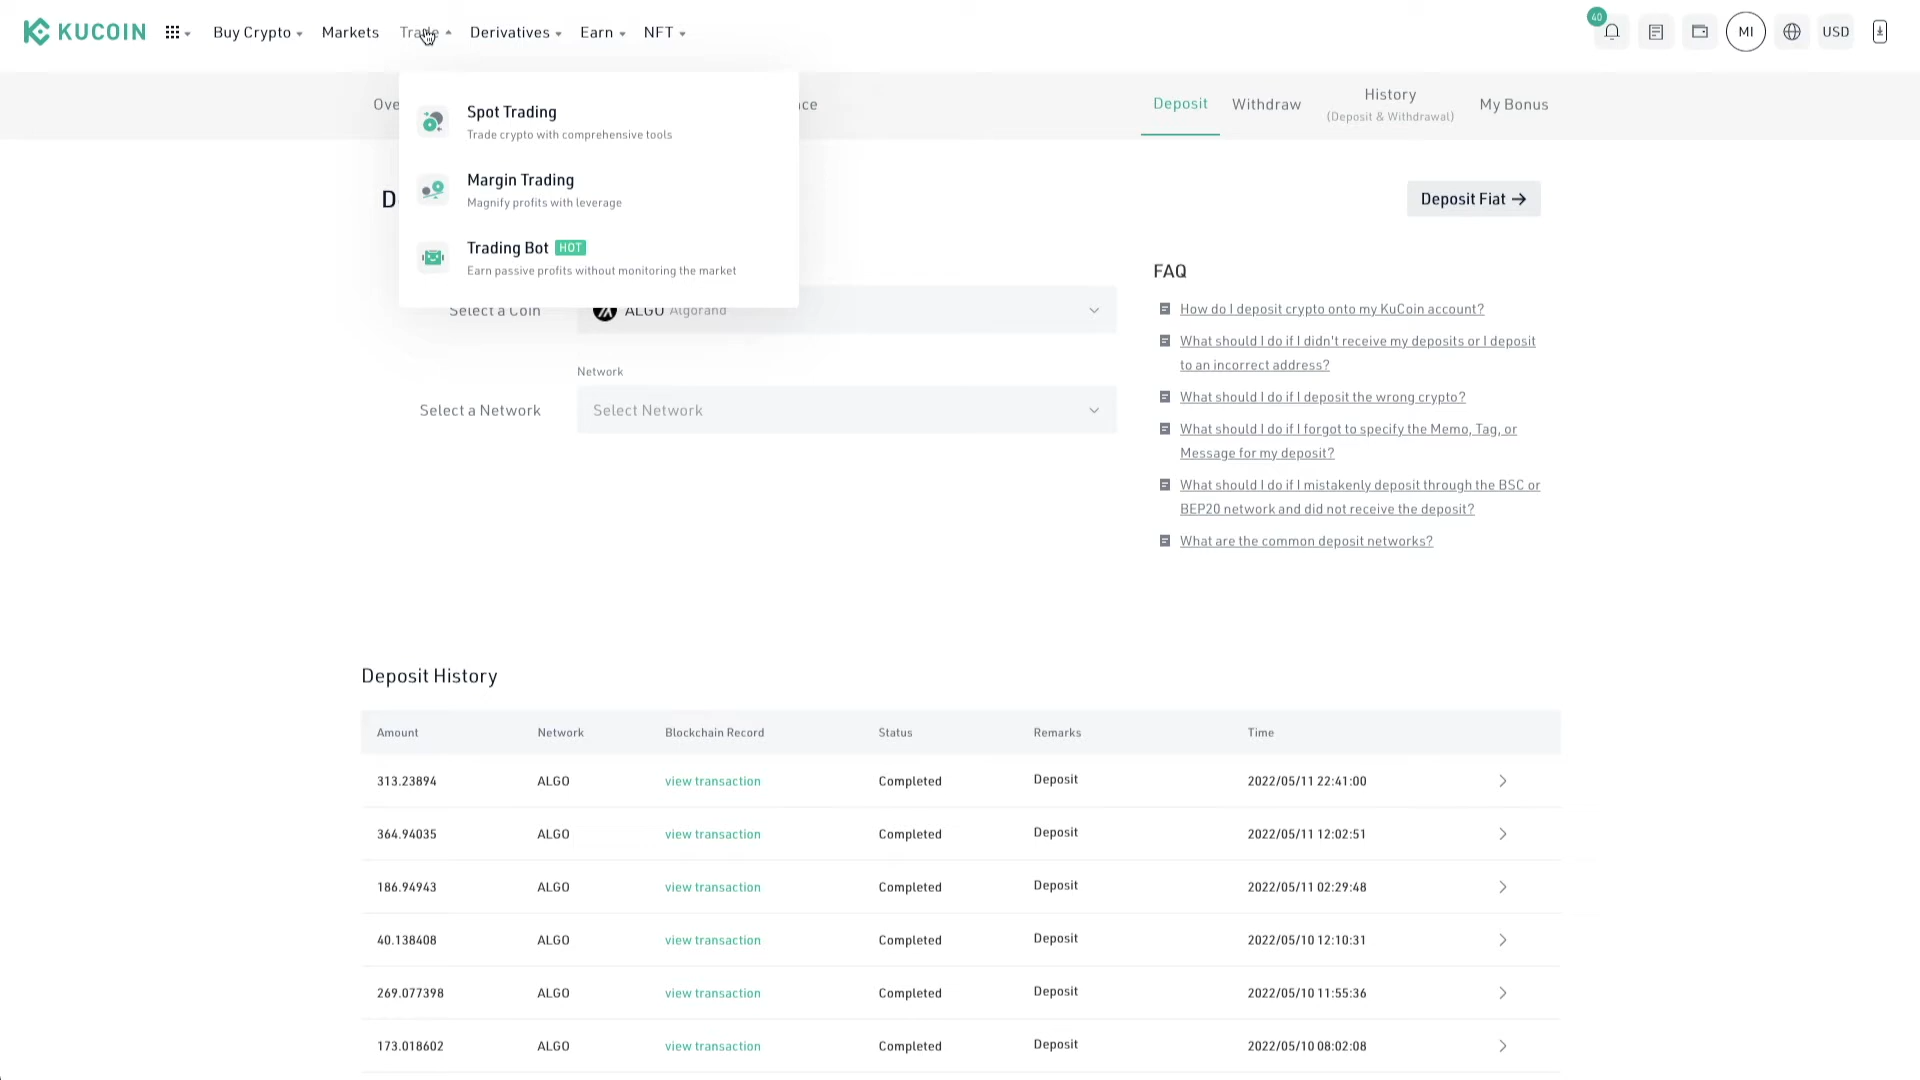 KUCOIN
Buy Crypto
Markets
Trade
Derivatives
Earn
NFT
40
MI
USD
Spot Trading
Trade crypto with comprehensive tools
Margin Trading
Magnify profits with leverage
Trading Bot HOT
Earn passive profits without monitoring the market
Deposit
Withdraw
History
(Deposit & Withdrawal)
My Bonus
Deposit Fiat →
Select a Coin
ALGO Algorand
Network
Select a Network
Select Network
FAQ
How do I deposit crypto onto my KuCoin account?
What should I do if I didn't receive my deposits or I deposit
to an incorrect address?
What should I do if I deposit the wrong crypto?
What should I do if I forgot to specify the Memo, Tag, or
Message for my deposit?
What should I do if I mistakenly deposit through the BSC or
BEP20 network and did not receive the deposit?
What are the common deposit networks?
Deposit History
Amount Network Blockchain Record Status Remarks Time
313.23894 ALGO view transaction Completed Deposit 2022/05/11 22:41:00
364.94035 ALGO view transaction Completed Deposit 2022/05/11 12:02:51
186.94943 ALGO view transaction Completed Deposit 2022/05/11 02:29:48
40.138408 ALGO view transaction Completed Deposit 2022/05/10 12:10:31
269.077398 ALGO view transaction Completed Deposit 2022/05/10 11:55:36
173.018602 ALGO view transaction Completed Deposit 2022/05/10 08:02:08